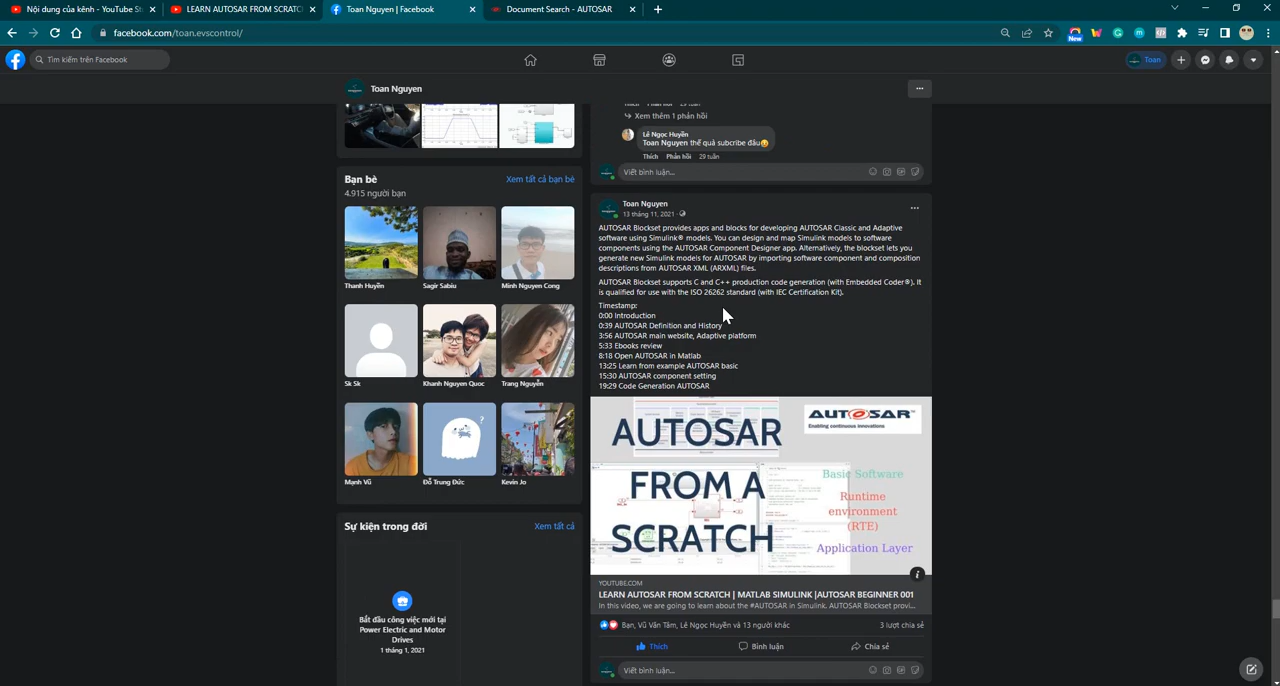 Nội dung của kênh - YouTube St
LEARN AUTOSAR FROM SCRATCH
Toan Nguyen | Facebook
Document Search - AUTOSAR
facebook.com/toan.evscontrol/
New
Tìm kiếm trên Facebook
Toan
Toan Nguyen
Xem thêm 1 phản hồi
Lê Ngọc Huyền
Toan Nguyen thế quả subcribe đâu
Thích Phản hồi 29 tuần
Viết bình luận...
Bạn bè
Xem tất cả bạn bè
4.915 người bạn
Thanh Huyền
Sagir Sabiu
Minh Nguyen Cong
Sk Sk
Khanh Nguyen Quoc
Trang Nguyễn
Mạnh Vũ
Đỗ Trung Đức
Kevin Jo
Sự kiện trong đời
Xem tất cả
Bắt đầu công việc mới tại
Power Electric and Motor
Drives
1 tháng 1, 2021
Toan Nguyen
13 tháng 11, 2021
AUTOSAR Blockset provides apps and blocks for developing AUTOSAR Classic and Adaptive
software using Simulink® models. You can design and map Simulink models to software
components using the AUTOSAR Component Designer app. Alternatively, the blockset lets you
generate new Simulink models for AUTOSAR by importing software component and composition
descriptions from AUTOSAR XML (ARXML) files.
AUTOSAR Blockset supports C and C++ production code generation (with Embedded Coder®). It
is qualified for use with the ISO 26262 standard (with IEC Certification Kit).
Timestamp:
0:00 Introduction
0:39 AUTOSAR Definition and History
3:56 AUTOSAR main website, Adaptive platform
5:33 Ebooks review
8:18 Open AUTOSAR in Matlab
13:25 Learn from example AUTOSAR basic
15:30 AUTOSAR component setting
19:29 Code Generation AUTOSAR
AUTOSAR
FROM A
SCRATCH
AUTOSAR
Enabling continuous innovations
Basic Software
Runtime
environment
(RTE)
Application Layer
YOUTUBE.COM
LEARN AUTOSAR FROM SCRATCH | MATLAB SIMULINK |AUTOSAR BEGINNER 001
In this video, we are going to learn about the #AUTOSAR in Simulink. AUTOSAR Blockset provi...
Bạn, Vũ Văn Tâm, Lê Ngọc Huyền và 13 người khác
3 lượt chia sẻ
Thích
Bình luận
Chia sẻ
Viết bình luận...